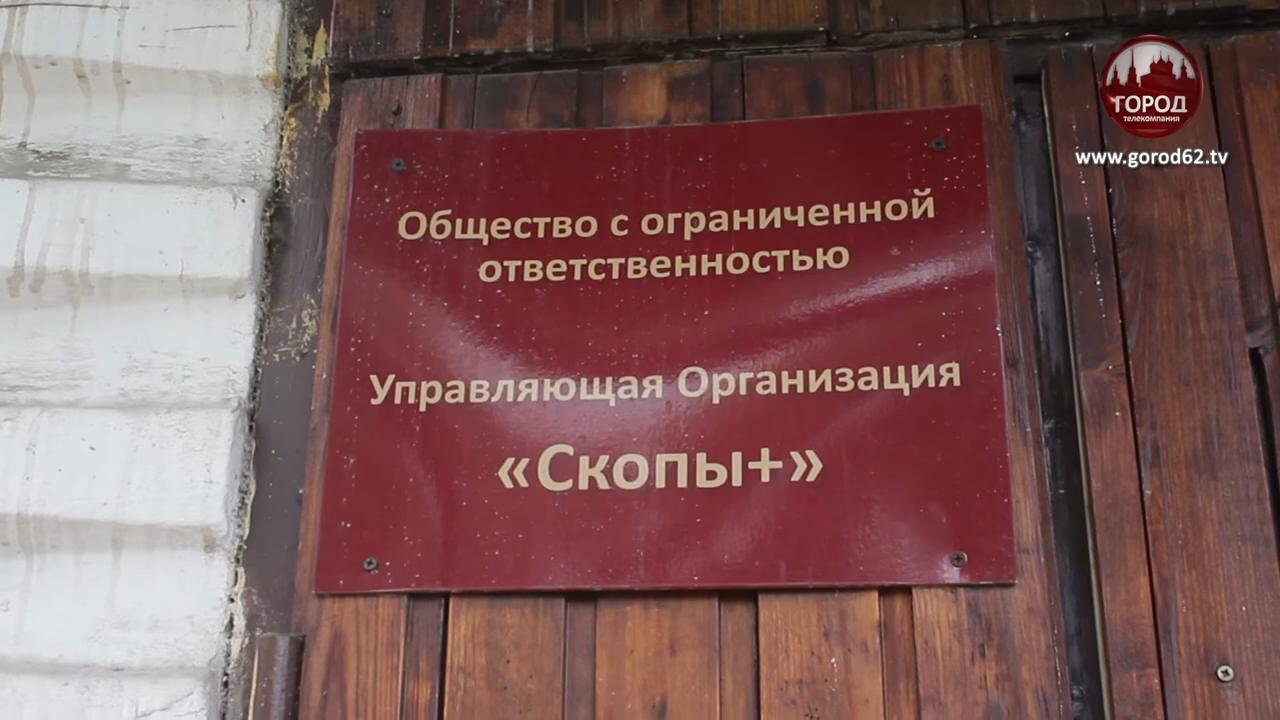 ГОРОД
телекомпания
www.gorod62.tv
Общество с ограниченной
ответственностью
Управляющая Организация
«Скопы+»